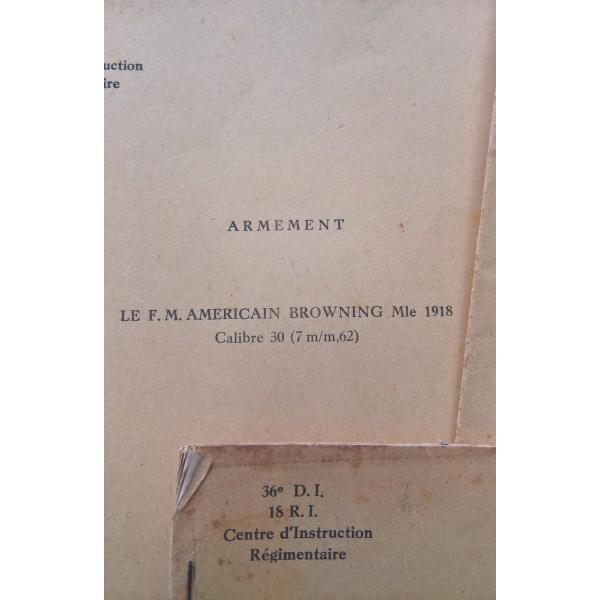 uction
ire
ARMEMENT
LE F. M. AMERICAIN BROWNING Mle 1918
Calibre 30 (7 m/m,62)
36e D. I.
18 R. I.
Centre d'Instruction
Régimentaire